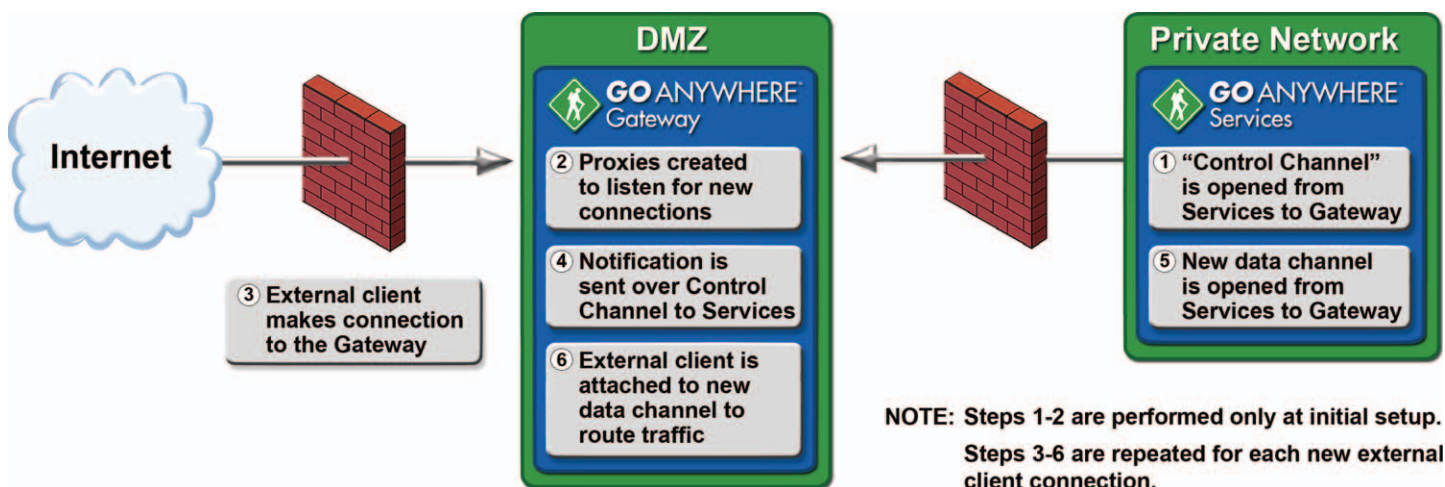 Internet
3 External client
makes connection
to the Gateway
DMZ
GO ANYWHERE™
Gateway
2 Proxies created
to listen for new
connections
4 Notification is
sent over Control
Channel to Services
6 External client is
attached to new
data channel to
route traffic
Private Network
GO ANYWHERE™
Services
1 “Control Channel”
is opened from
Services to Gateway
5 New data channel
is opened from
Services to Gateway
NOTE: Steps 1-2 are performed only at initial setup.
Steps 3-6 are repeated for each new external
client connection.